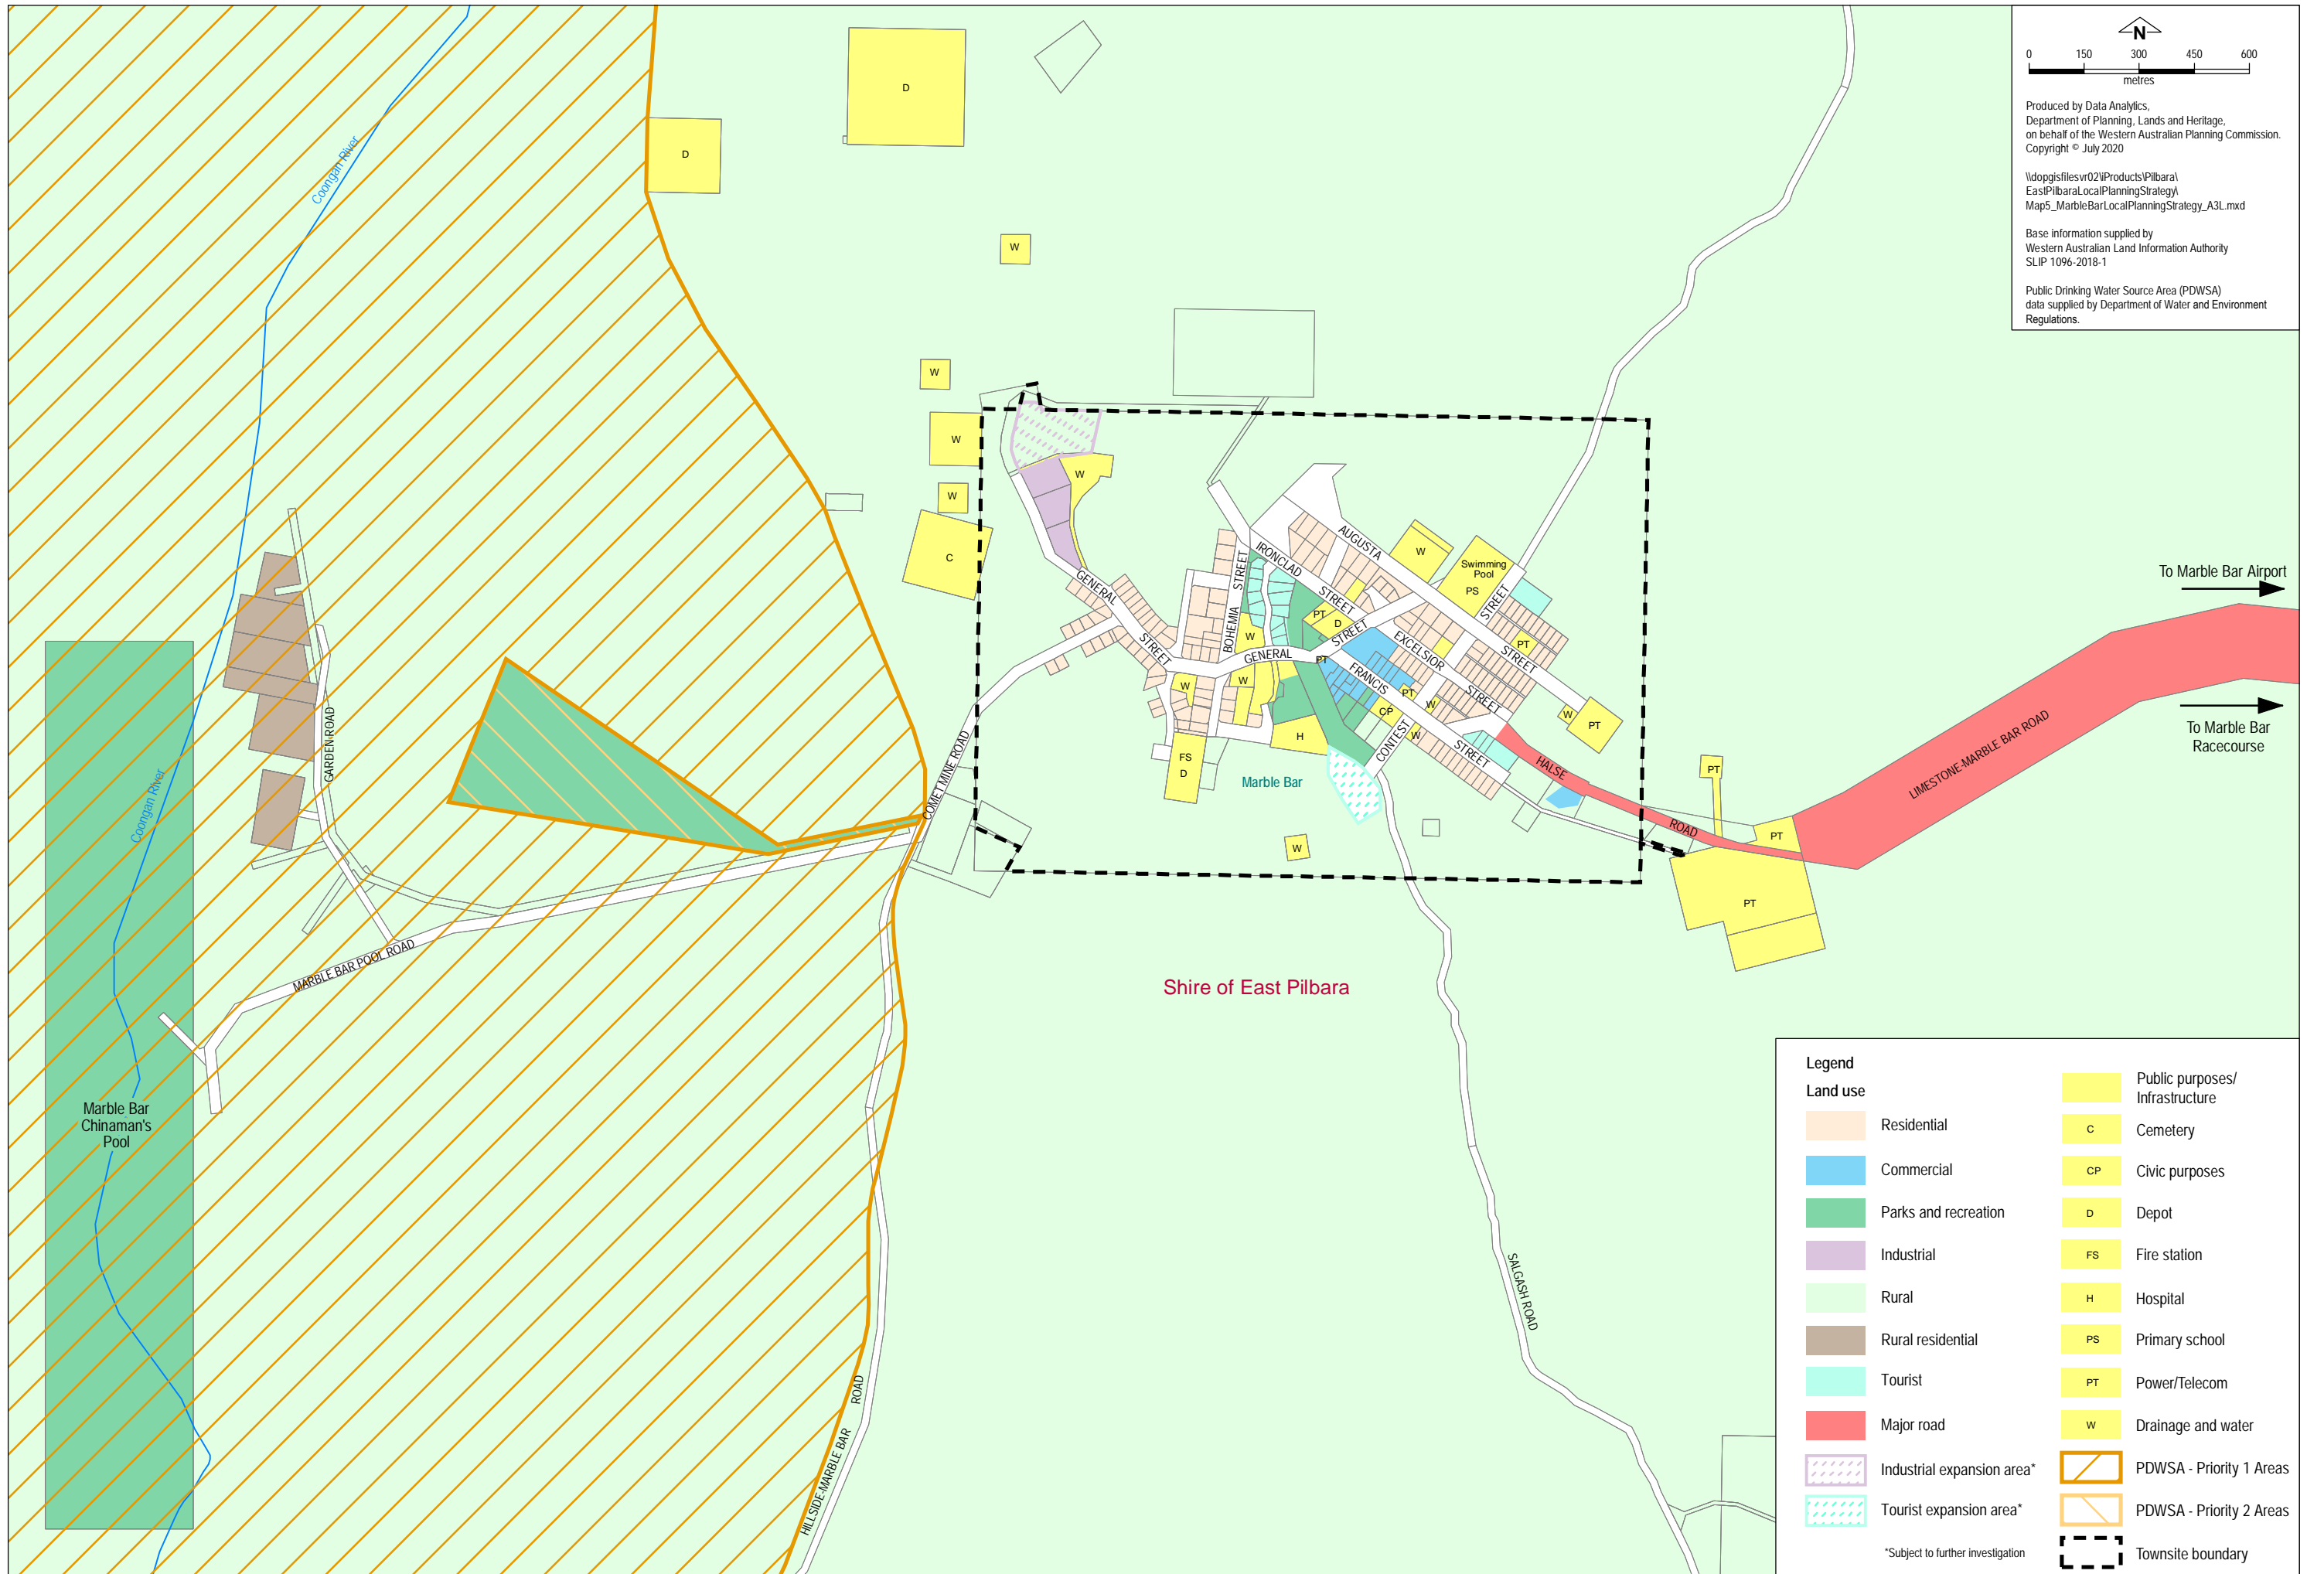 N
0 150 300 450 600
metres
Produced by Data Analytics,
Department of Planning, Lands and Heritage,
on behalf of the Western Australian Planning Commission.
Copyright © July 2020
\\dopgisfilesvr02\iProducts\Pilbara\
EastPilbaraLocalPlanningStrategy\
Map5_MarbleBarLocalPlanningStrategy_A3L.mxd
Base information supplied by
Western Australian Land Information Authority
SLIP 1096-2018-1
Public Drinking Water Source Area (PDWSA)
data supplied by Department of Water and Environment
Regulations.
D
D
Coongan River
W
W
W
W
W
C
GENERAL
STREET
BOHEMIA
STREET
IRONCLAD
STREET
AUGUSTA
STREET
W
Swimming
Pool
PS
STREET
PT
D
W
GENERAL
STREET
PT
EXCELSIOR
STREET
PT
FRANCIS
STREET
W
W
PT
W
CP
W
CONTEST
H
FS
D
W
PT
HALSE
ROAD
PT
PT
PT
W
LIMESTONE-MARBLE BAR ROAD
To Marble Bar Airport
To Marble Bar
Racecourse
Marble Bar
COMET MINE ROAD
GARDEN ROAD
Coongan River
MARBLE BAR POOL ROAD
Marble Bar
Chinaman's
Pool
Shire of East Pilbara
SALGASH ROAD
HILLSIDE-MARBLE BAR
ROAD
Legend
Land use
Residential
Commercial
Parks and recreation
Industrial
Rural
Rural residential
Tourist
Major road
Industrial expansion area*
Tourist expansion area*
*Subject to further investigation
Public purposes/
Infrastructure
C Cemetery
CP Civic purposes
D Depot
FS Fire station
H Hospital
PS Primary school
PT Power/Telecom
W Drainage and water
PDWSA - Priority 1 Areas
PDWSA - Priority 2 Areas
Townsite boundary